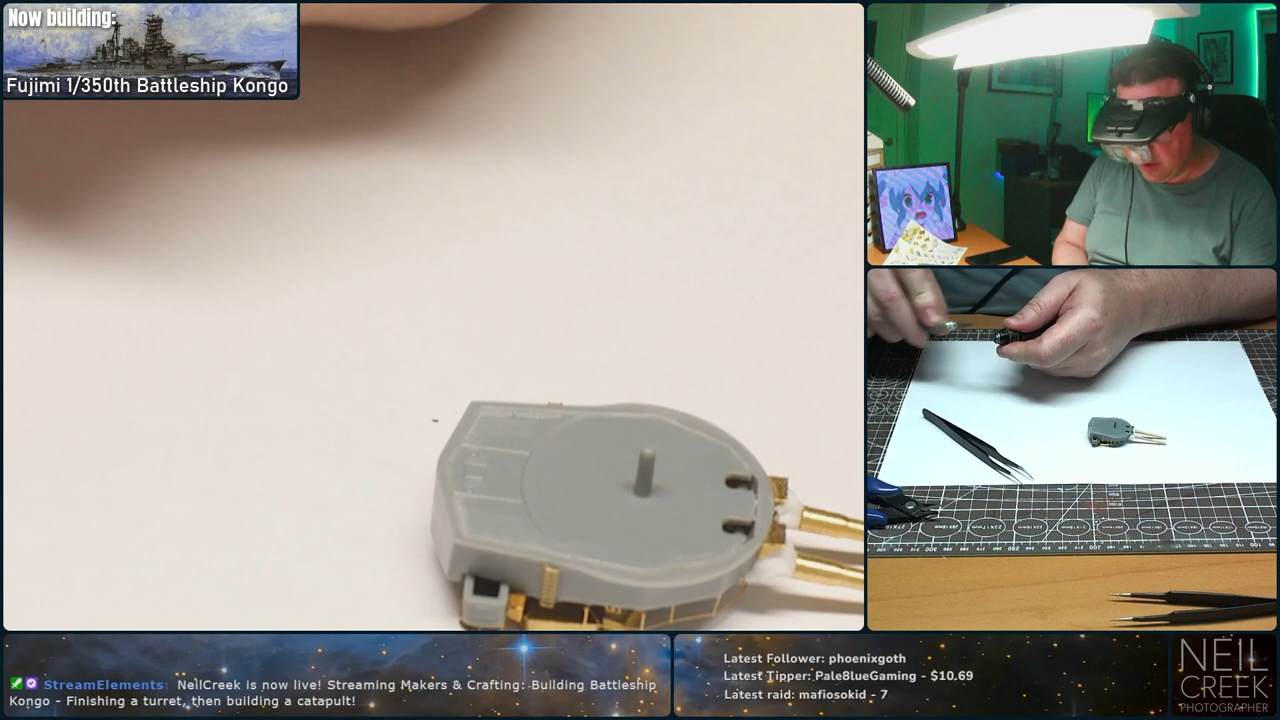 Now building:
Fujimi 1/350th Battleship Kongo
StreamElements: NeilCreek is now live! Streaming Makers & Crafting: Building Battleship
Kongo - Finishing a turret, then building a catapult!
Latest Follower: phoenixgoth
Latest Tipper: PaleBlueGaming - $10.69
Latest raid: mafiosokid - 7
NEIL
CREEK
PHOTOGRAPHER